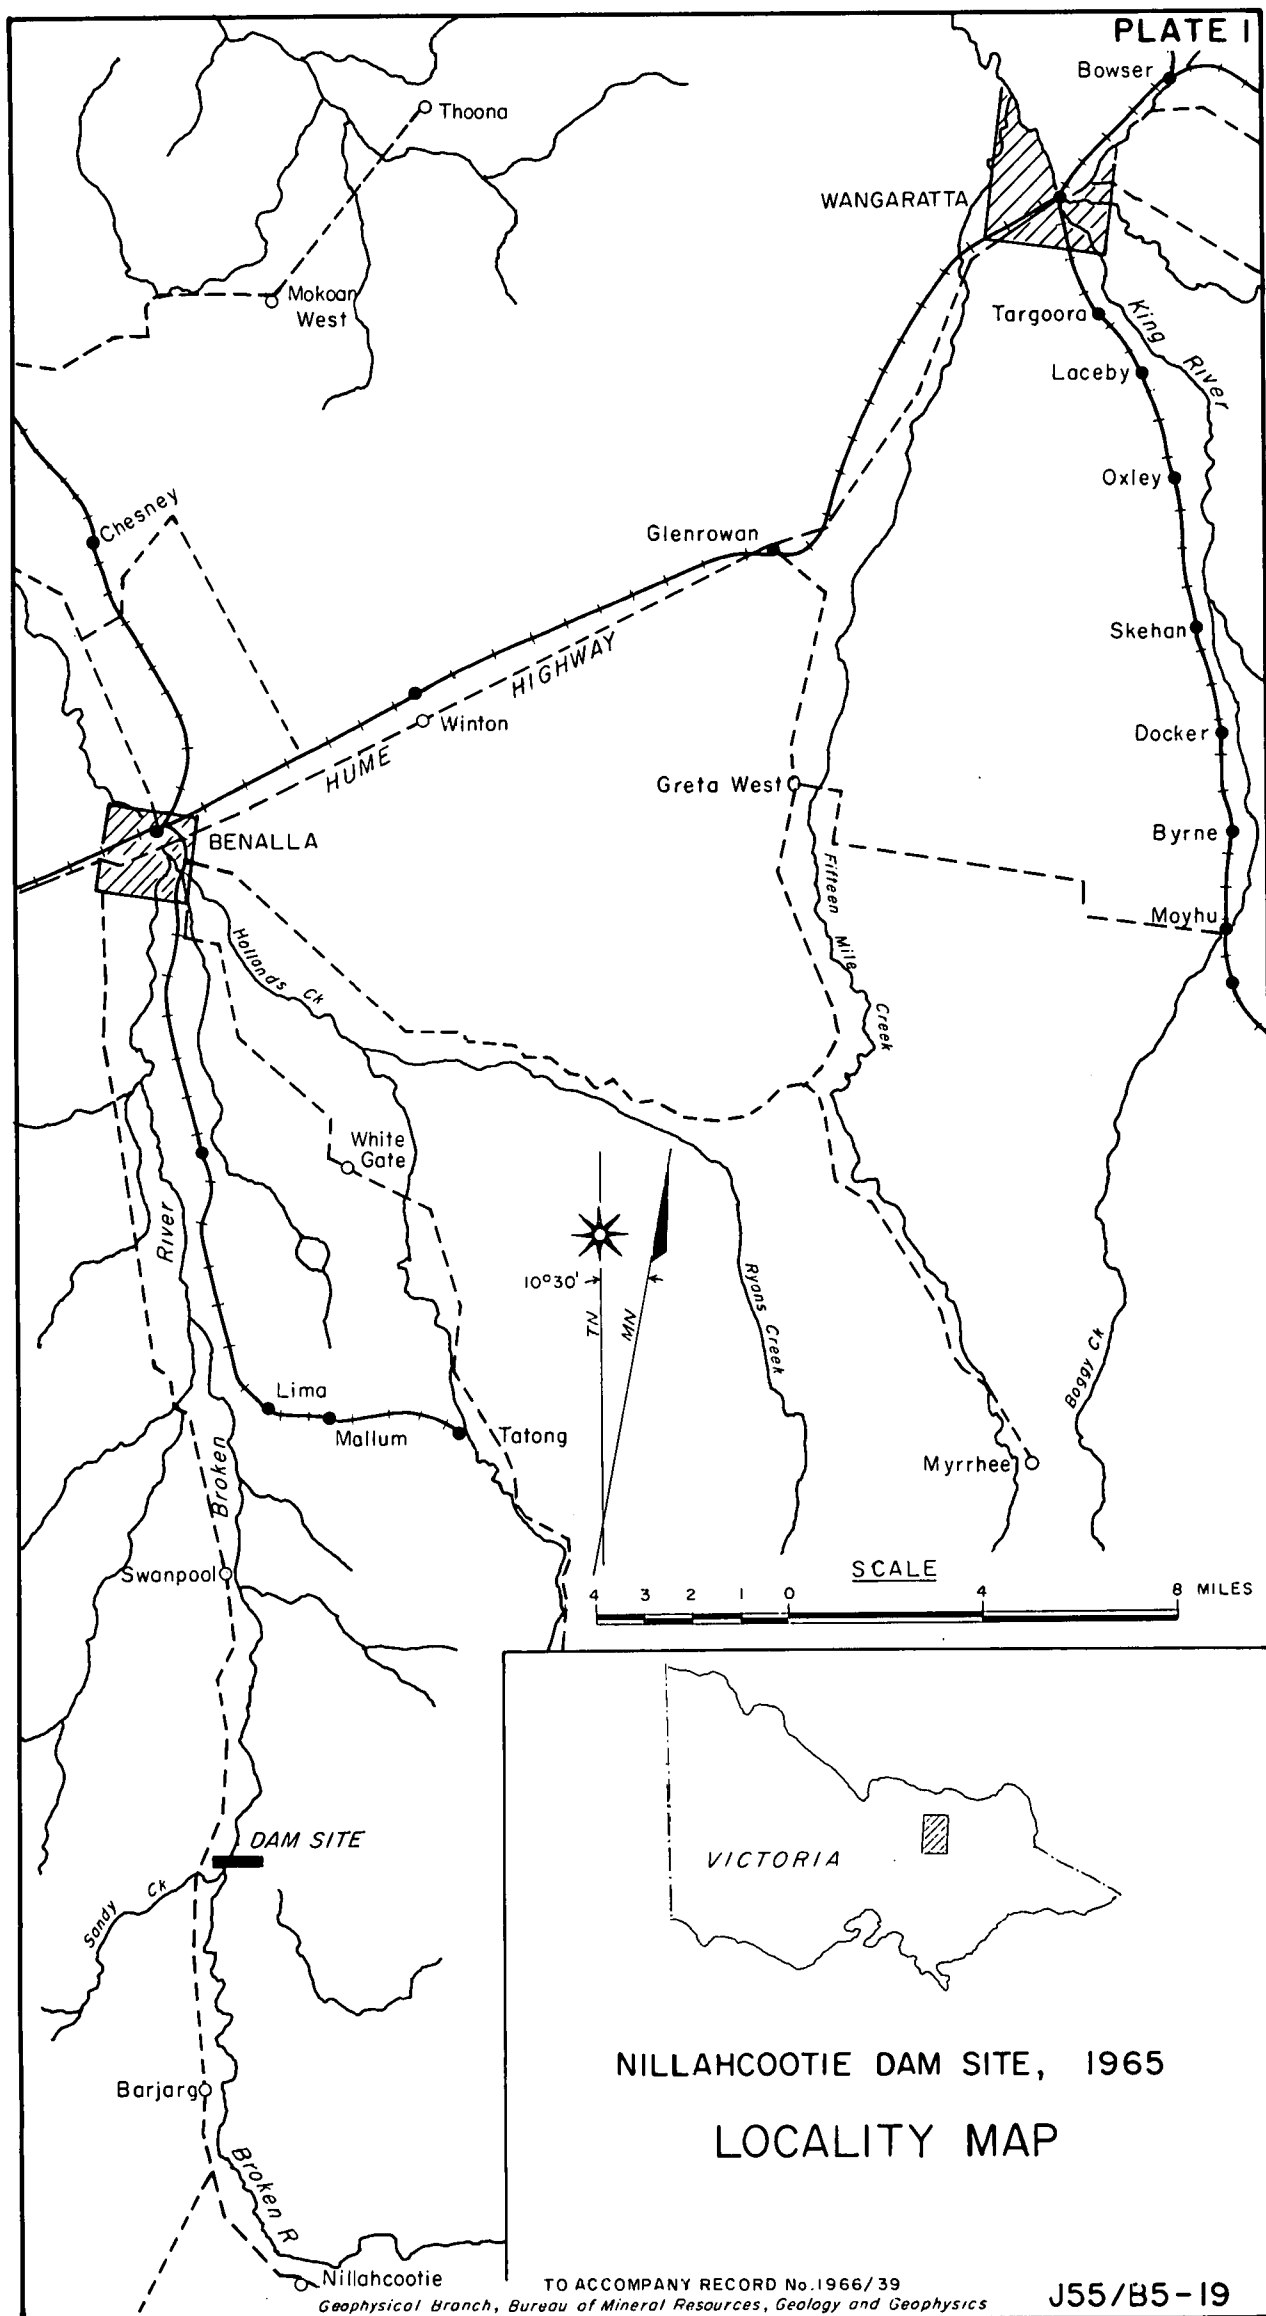 PLATE 1
Bowser
Thoona
WANGARATTA
Mokoan
West
Targoora
King River
Laceby
Chesney
Oxley
Glenrowan
Skehan
HUME HIGHWAY
Winton
Docker
Greta West
BENALLA
Byrne
Fifteen Mile Creek
Moyhu
Hollands Ck
White
Gate
River
10°30'
TN
MN
Ryans Creek
Boggy Ck
Lima
Mallum
Tatong
Broken
Myrrhee
Swanpool
SCALE
4 3 2 1 0 4 8 MILES
DAM SITE
VICTORIA
Sandy Ck
NILLAHCOOTIE DAM SITE, 1965
LOCALITY MAP
Barjarg
Broken R
Nillahcootie
TO ACCOMPANY RECORD No.1966/39
Geophysical Branch, Bureau of Mineral Resources, Geology and Geophysics
J55/B5-19